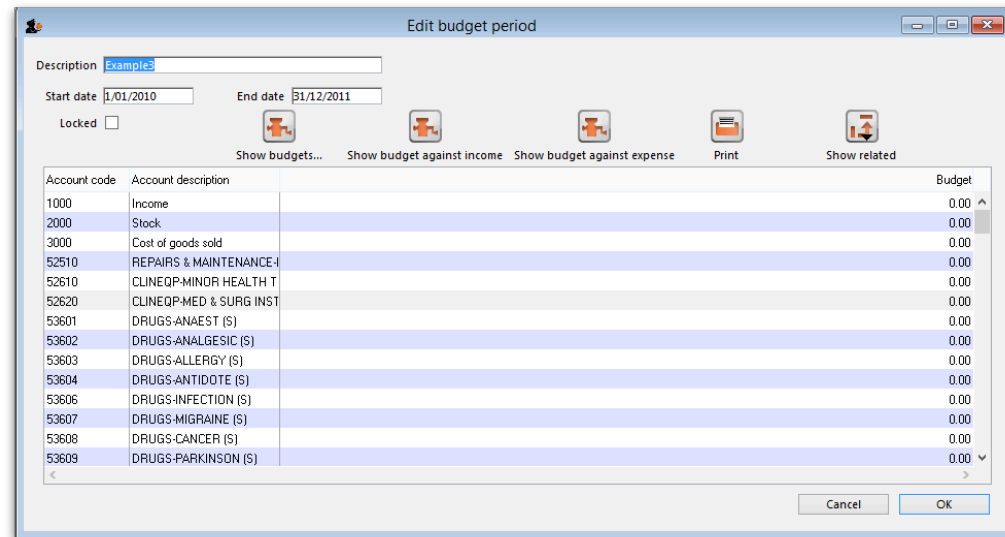 Edit budget period
Description Example3
Start date 1/01/2010 End date 31/12/2011
Locked
Show budgets... Show budget against income Show budget against expense Print Show related
Account code Account description Budget
1000 Income 0.00
2000 Stock 0.00
3000 Cost of goods sold 0.00
52510 REPAIRS & MAINTENANCE-I 0.00
52610 CLINEQP-MINOR HEALTH T 0.00
52620 CLINEQP-MED & SURG INST 0.00
53601 DRUGS-ANAEST (S) 0.00
53602 DRUGS-ANALGESIC (S) 0.00
53603 DRUGS-ALLERGY (S) 0.00
53604 DRUGS-ANTIDOTE (S) 0.00
53606 DRUGS-INFECTION (S) 0.00
53607 DRUGS-MIGRAINE (S) 0.00
53608 DRUGS-CANCER (S) 0.00
53609 DRUGS-PARKINSON (S) 0.00
Cancel OK